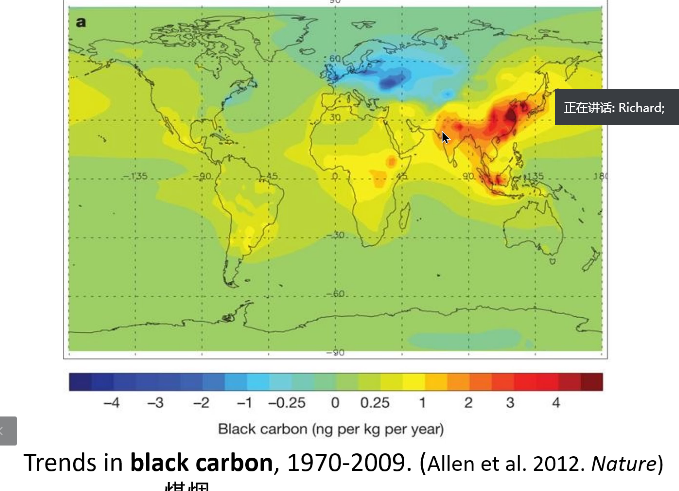 90
a
60
正在讲话: Richard;
30
-135 -90 -45 0 45 90 135 180
-30
-60
-90
-4 -3 -2 -1 -0.25 0 0.25 1 2 3 4
Black carbon (ng per kg per year)
Trends in black carbon, 1970-2009. (Allen et al. 2012. Nature)
煤烟